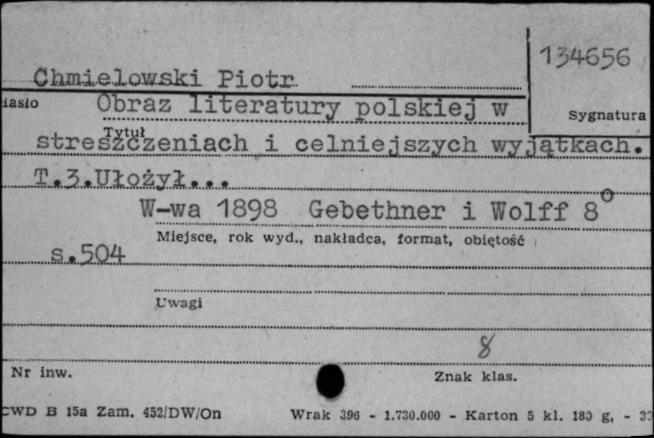 134656
Chmielowski Piotr
Obraz literatury polskiej w
Sygnatura
Tytuł
streszczeniach i celniejszych wyjątkach.
T.3.Ułożył...
W-wa 1898 Gebethner i Wolff 8°
Miejsce, rok wyd., nakładca, format, objętość
s.504
Uwagi
8
Nr inw.
Znak klas.
CWD B 15a Zam. 452/DW/On Wrak 396 - 1.730.000 - Karton 5 kl. 180 g, -